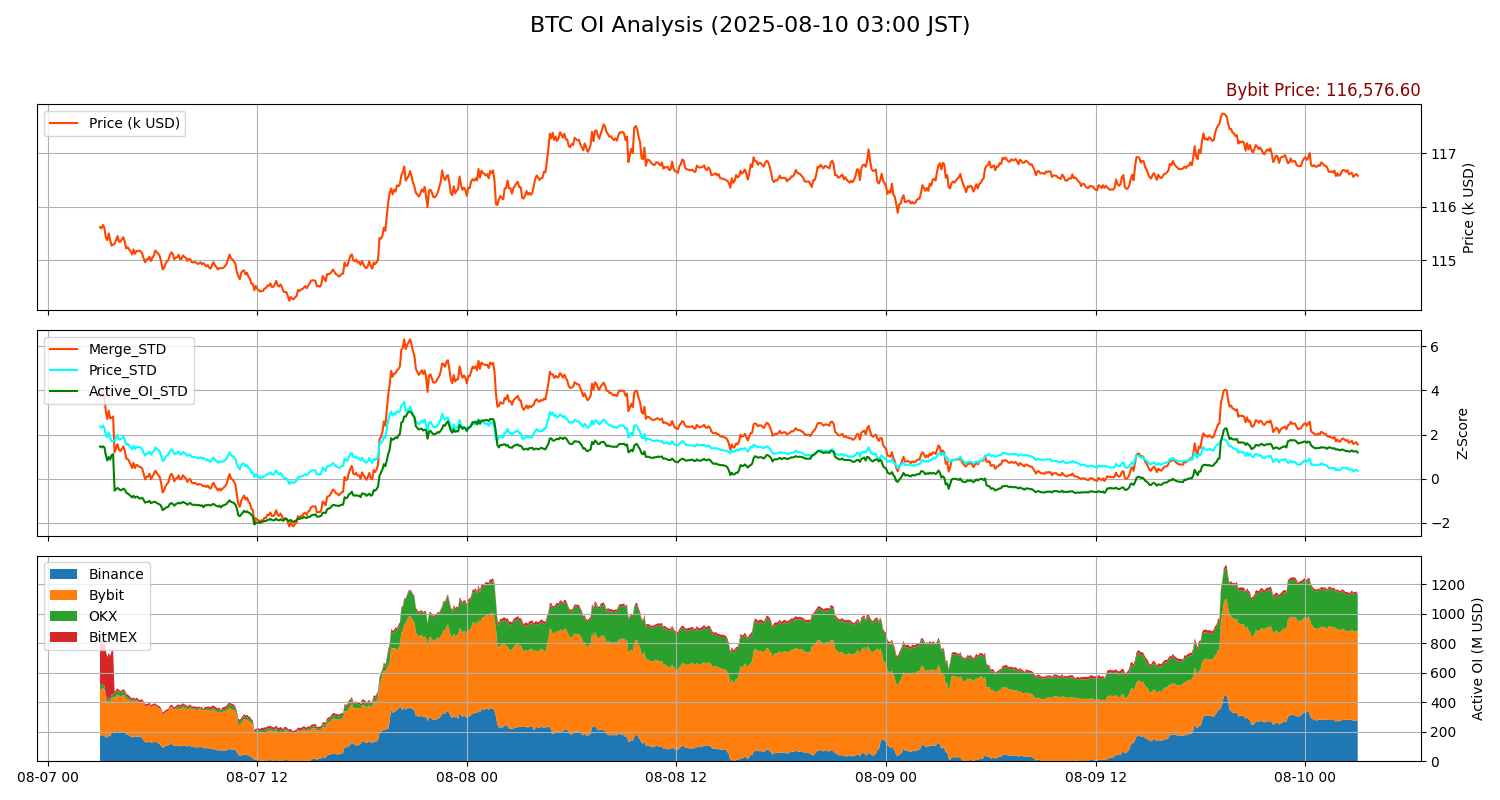 BTC OI Analysis (2025-08-10 03:00 JST)
Bybit Price: 116,576.60
Price (k USD)
117
116
115
Price (k USD)
Merge_STD
Price_STD
Active_OI_STD
6
4
2
0
−2
Z-Score
Binance
Bybit
OKX
BitMEX
1200
1000
800
600
400
200
0
Active OI (M USD)
08-07 00
08-07 12
08-08 00
08-08 12
08-09 00
08-09 12
08-10 00